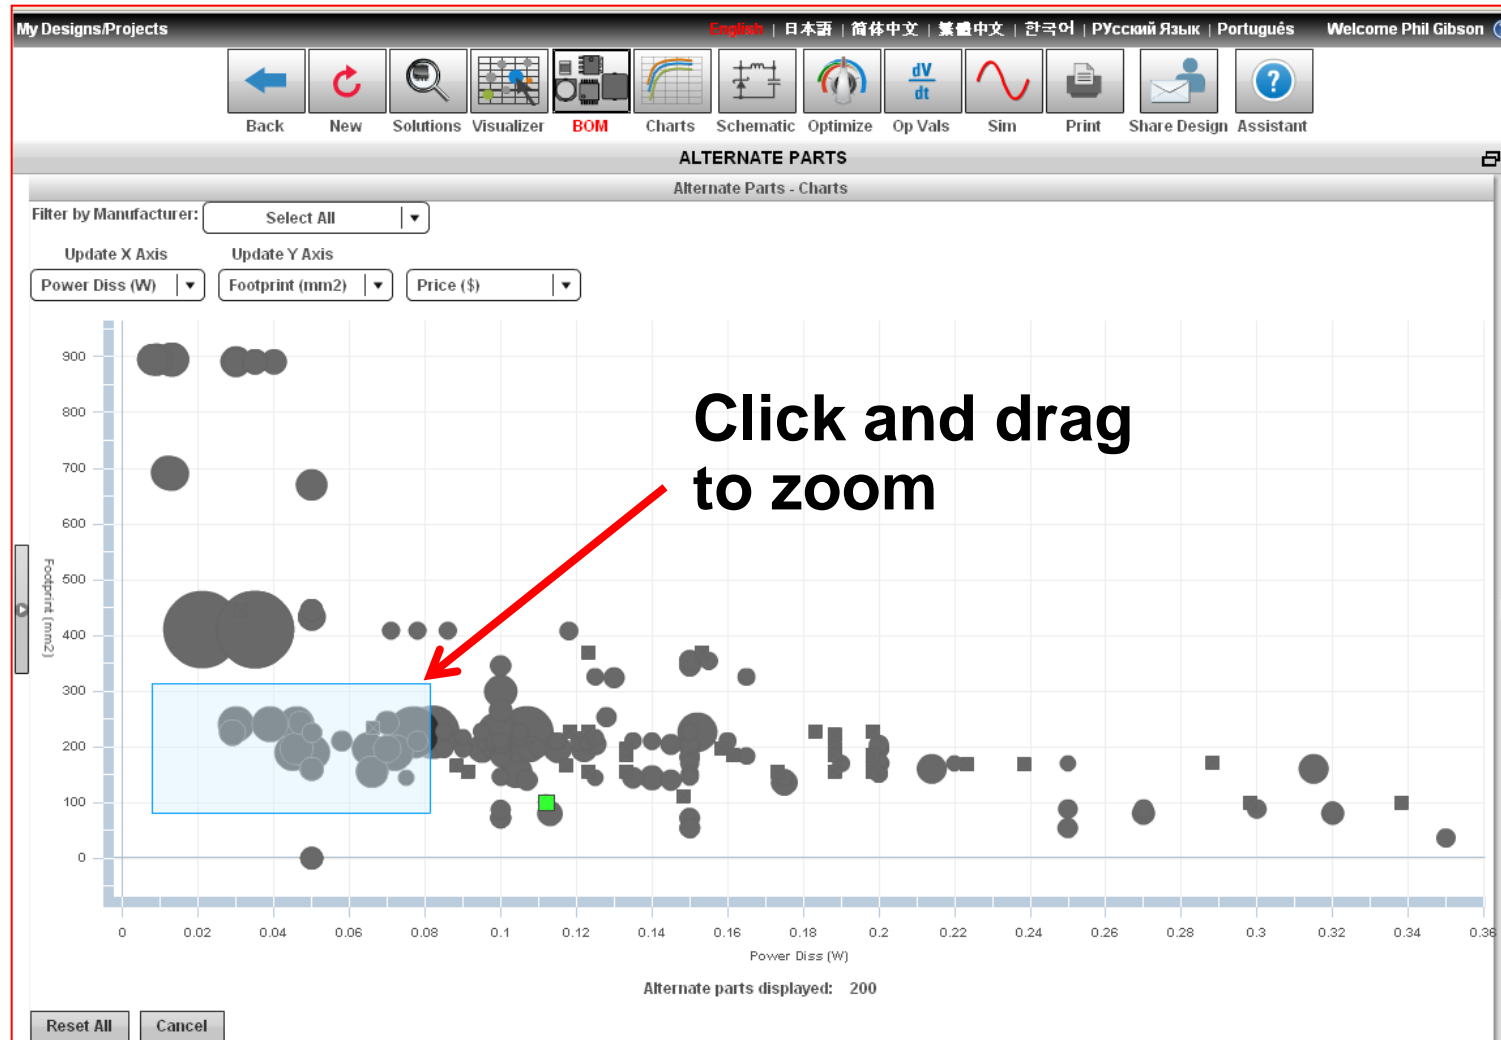 My Designs/Projects
English | 日本語 | 简体中文 | 繁體中文 | 한국어 | РУсский Язык | Português Welcome Phil Gibson
Back New Solutions Visualizer BOM Charts Schematic Optimize dV dt Op Vals Sim Print Share Design ? Assistant
ALTERNATE PARTS
Alternate Parts - Charts
Filter by Manufacturer: Select All
Update X Axis Update Y Axis
Power Diss (W) Footprint (mm2) Price ($)
Click and drag
to zoom
900
800
700
600
500
400
300
200
100
0
Footprint (mm2)
0 0.02 0.04 0.06 0.08 0.1 0.12 0.14 0.16 0.18 0.2 0.22 0.24 0.26 0.28 0.3 0.32 0.34 0.36
Power Diss (W)
Alternate parts displayed: 200
Reset All Cancel